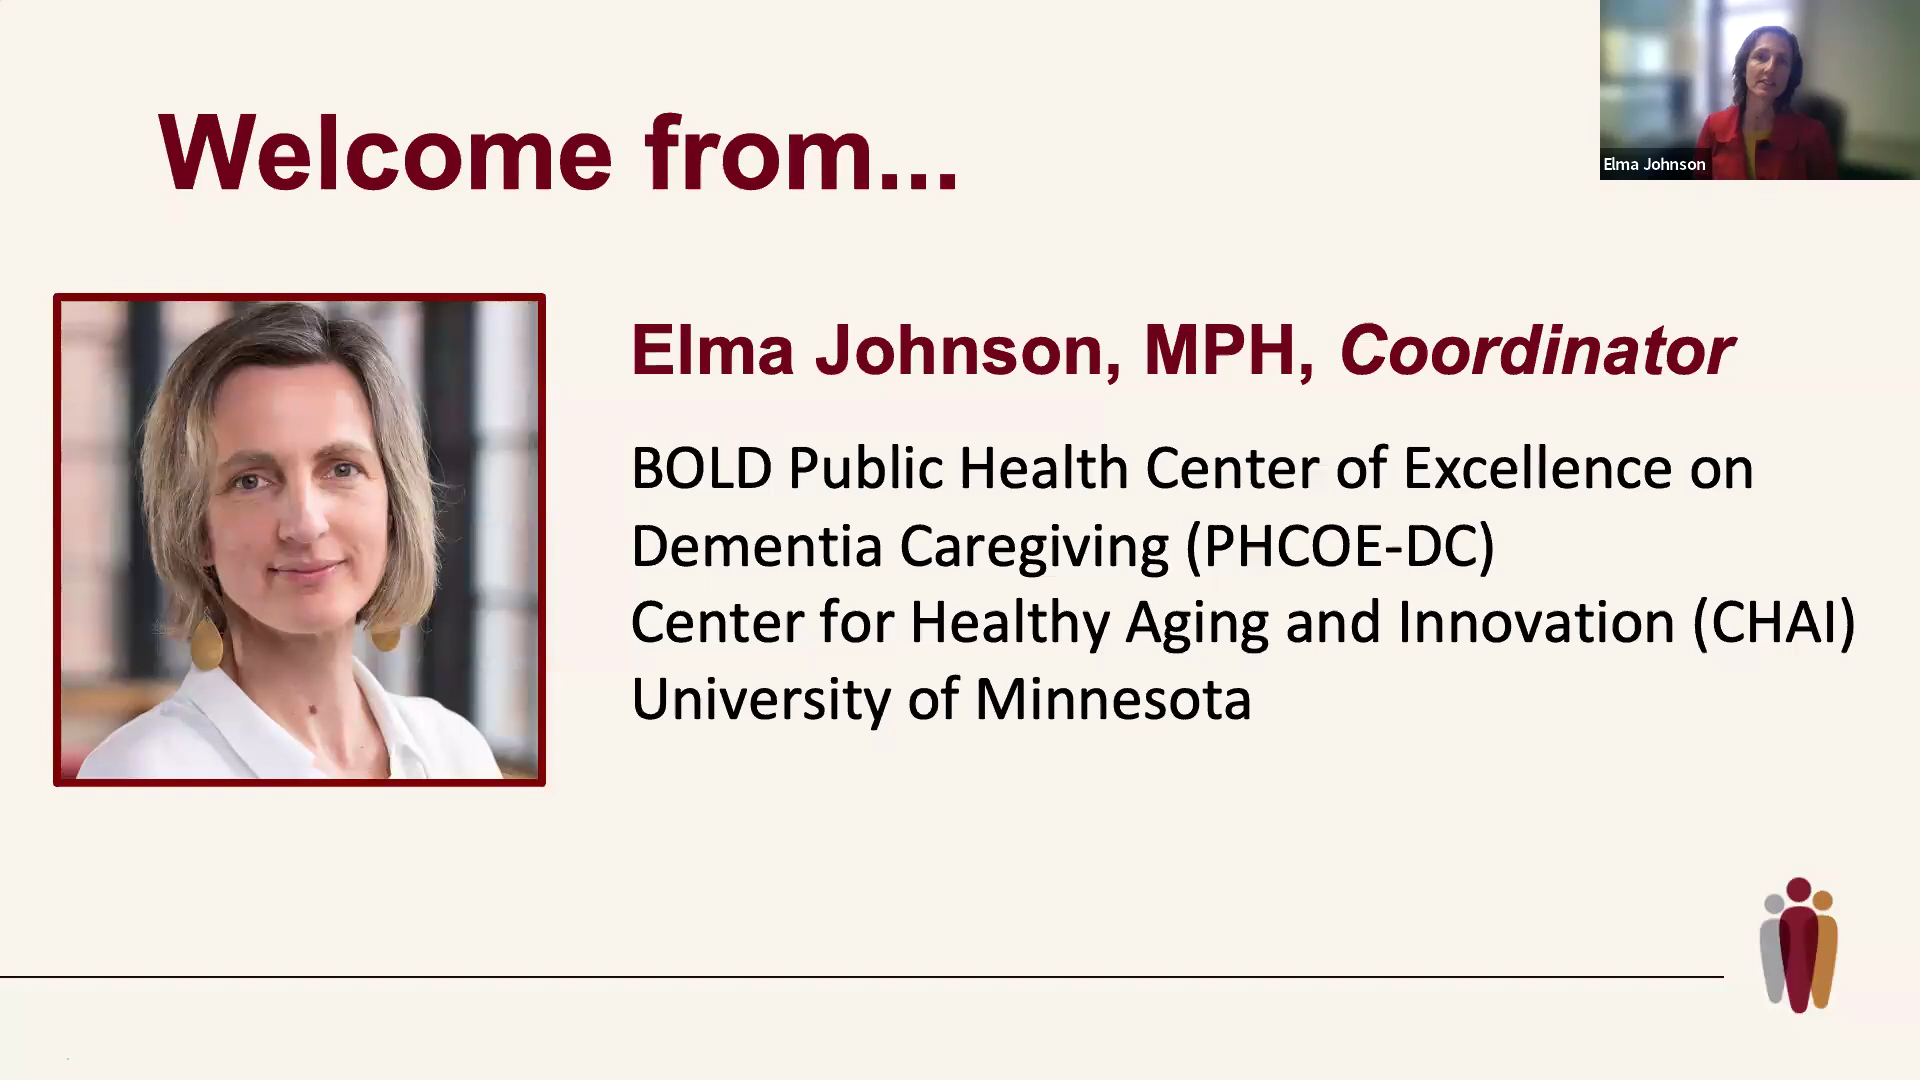 Welcome from...
Elma Johnson
Elma Johnson, MPH, Coordinator
BOLD Public Health Center of Excellence on
Dementia Caregiving (PHCOE-DC)
Center for Healthy Aging and Innovation (CHAI)
University of Minnesota